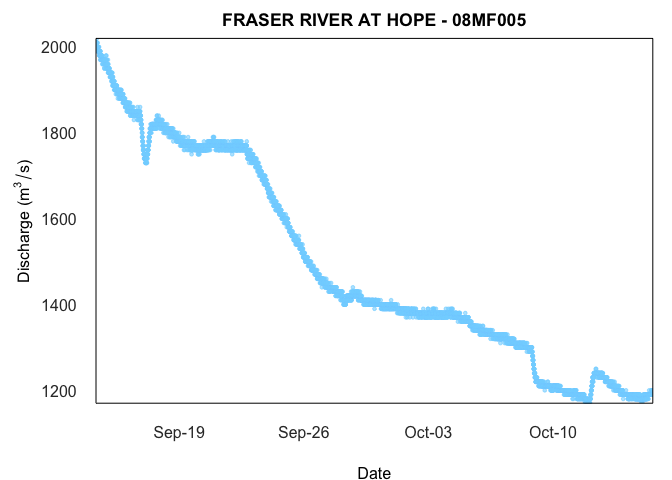 FRASER RIVER AT HOPE - 08MF005
2000
1800
1600
1400
1200
Discharge (m³/s)
Sep-19 Sep-26 Oct-03 Oct-10
Date